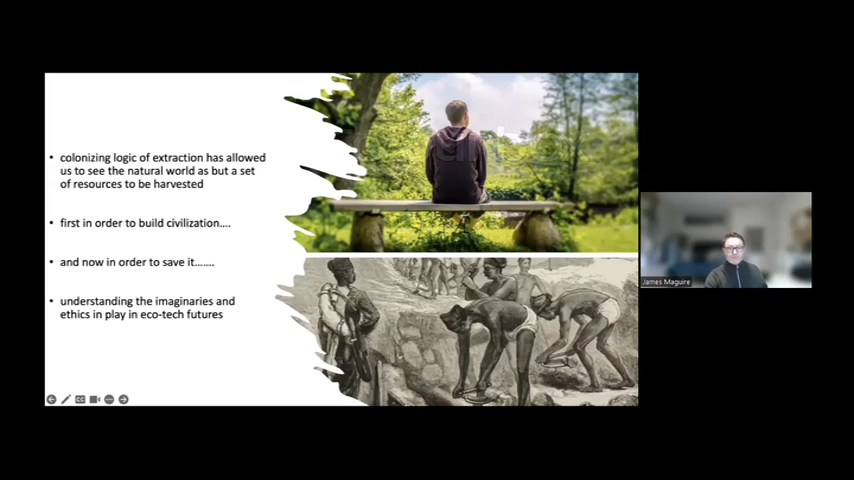 colonizing logic of extraction has allowed
us to see the natural world as but a set
of resources to be harvested
first in order to build civilization....
and now in order to save it.......
understanding the imaginaries and
ethics in play in eco-tech futures
James Maguire